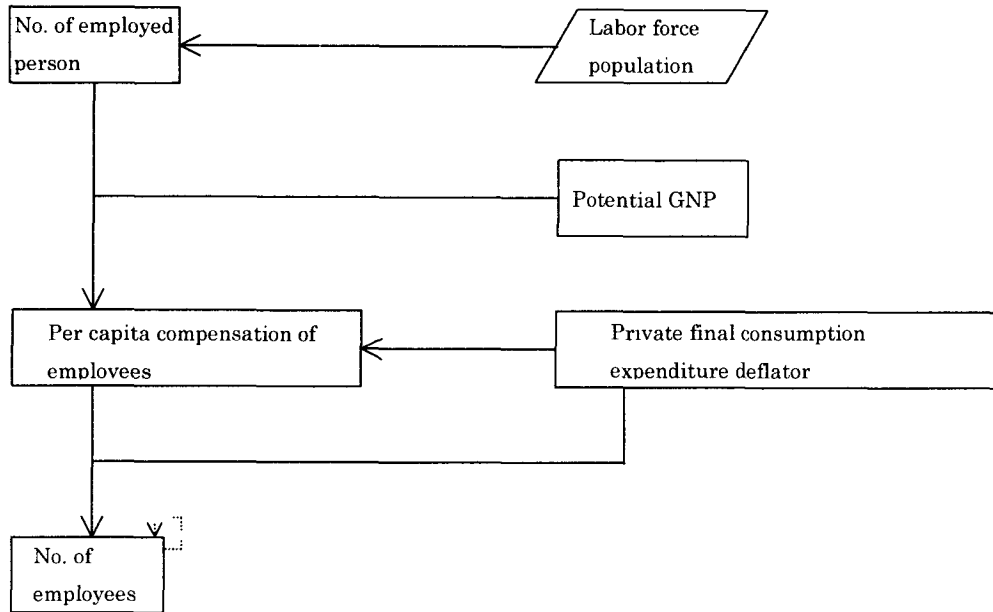 No. of employed
person
Labor force
population
Potential GNP
Per capita compensation of
employees
Private final consumption
expenditure deflator
No. of
employees